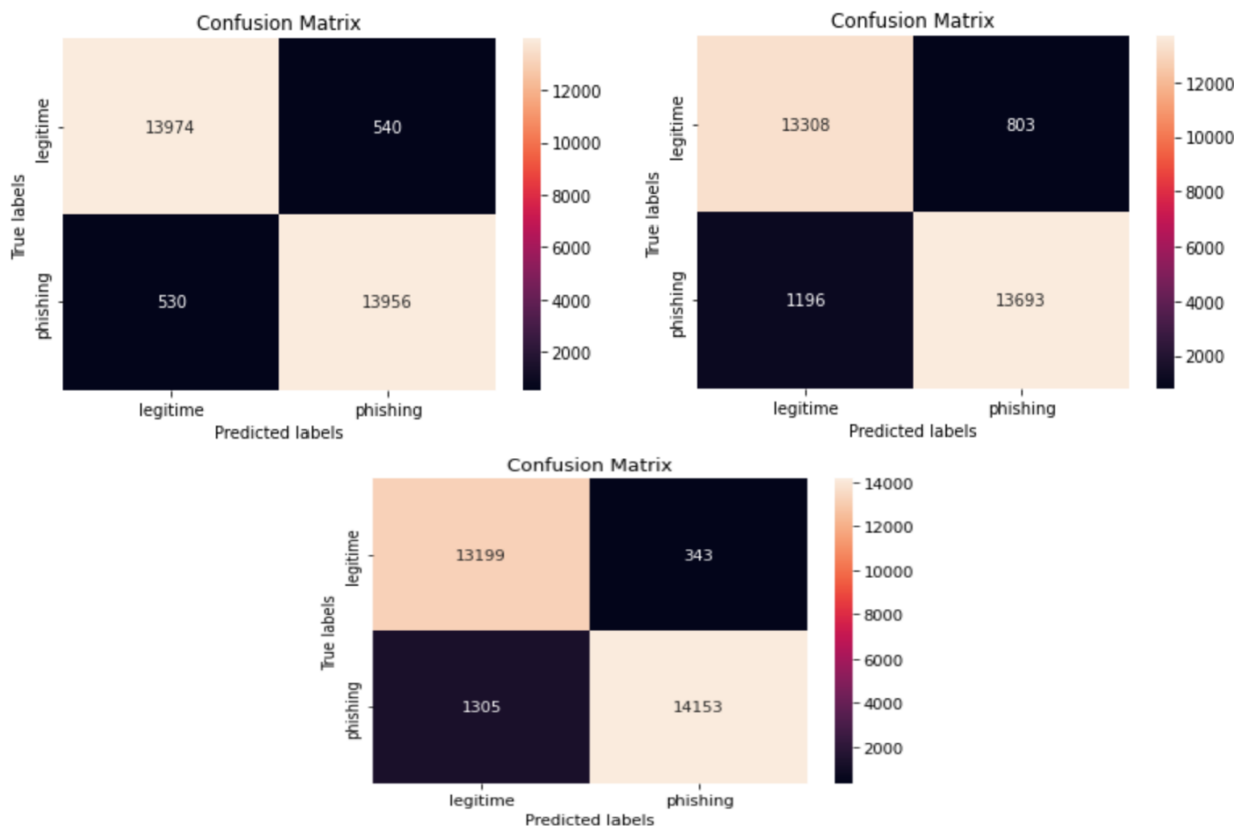 Confusion Matrix
True labels
legitime
13974
540
phishing
530
13956
legitime
phishing
Predicted labels
12000
10000
8000
6000
4000
2000
Confusion Matrix
True labels
legitime
13308
803
phishing
1196
13693
legitime
phishing
Predicted labels
12000
10000
8000
6000
4000
2000
Confusion Matrix
True labels
legitime
13199
343
phishing
1305
14153
legitime
phishing
Predicted labels
14000
12000
10000
8000
6000
4000
2000